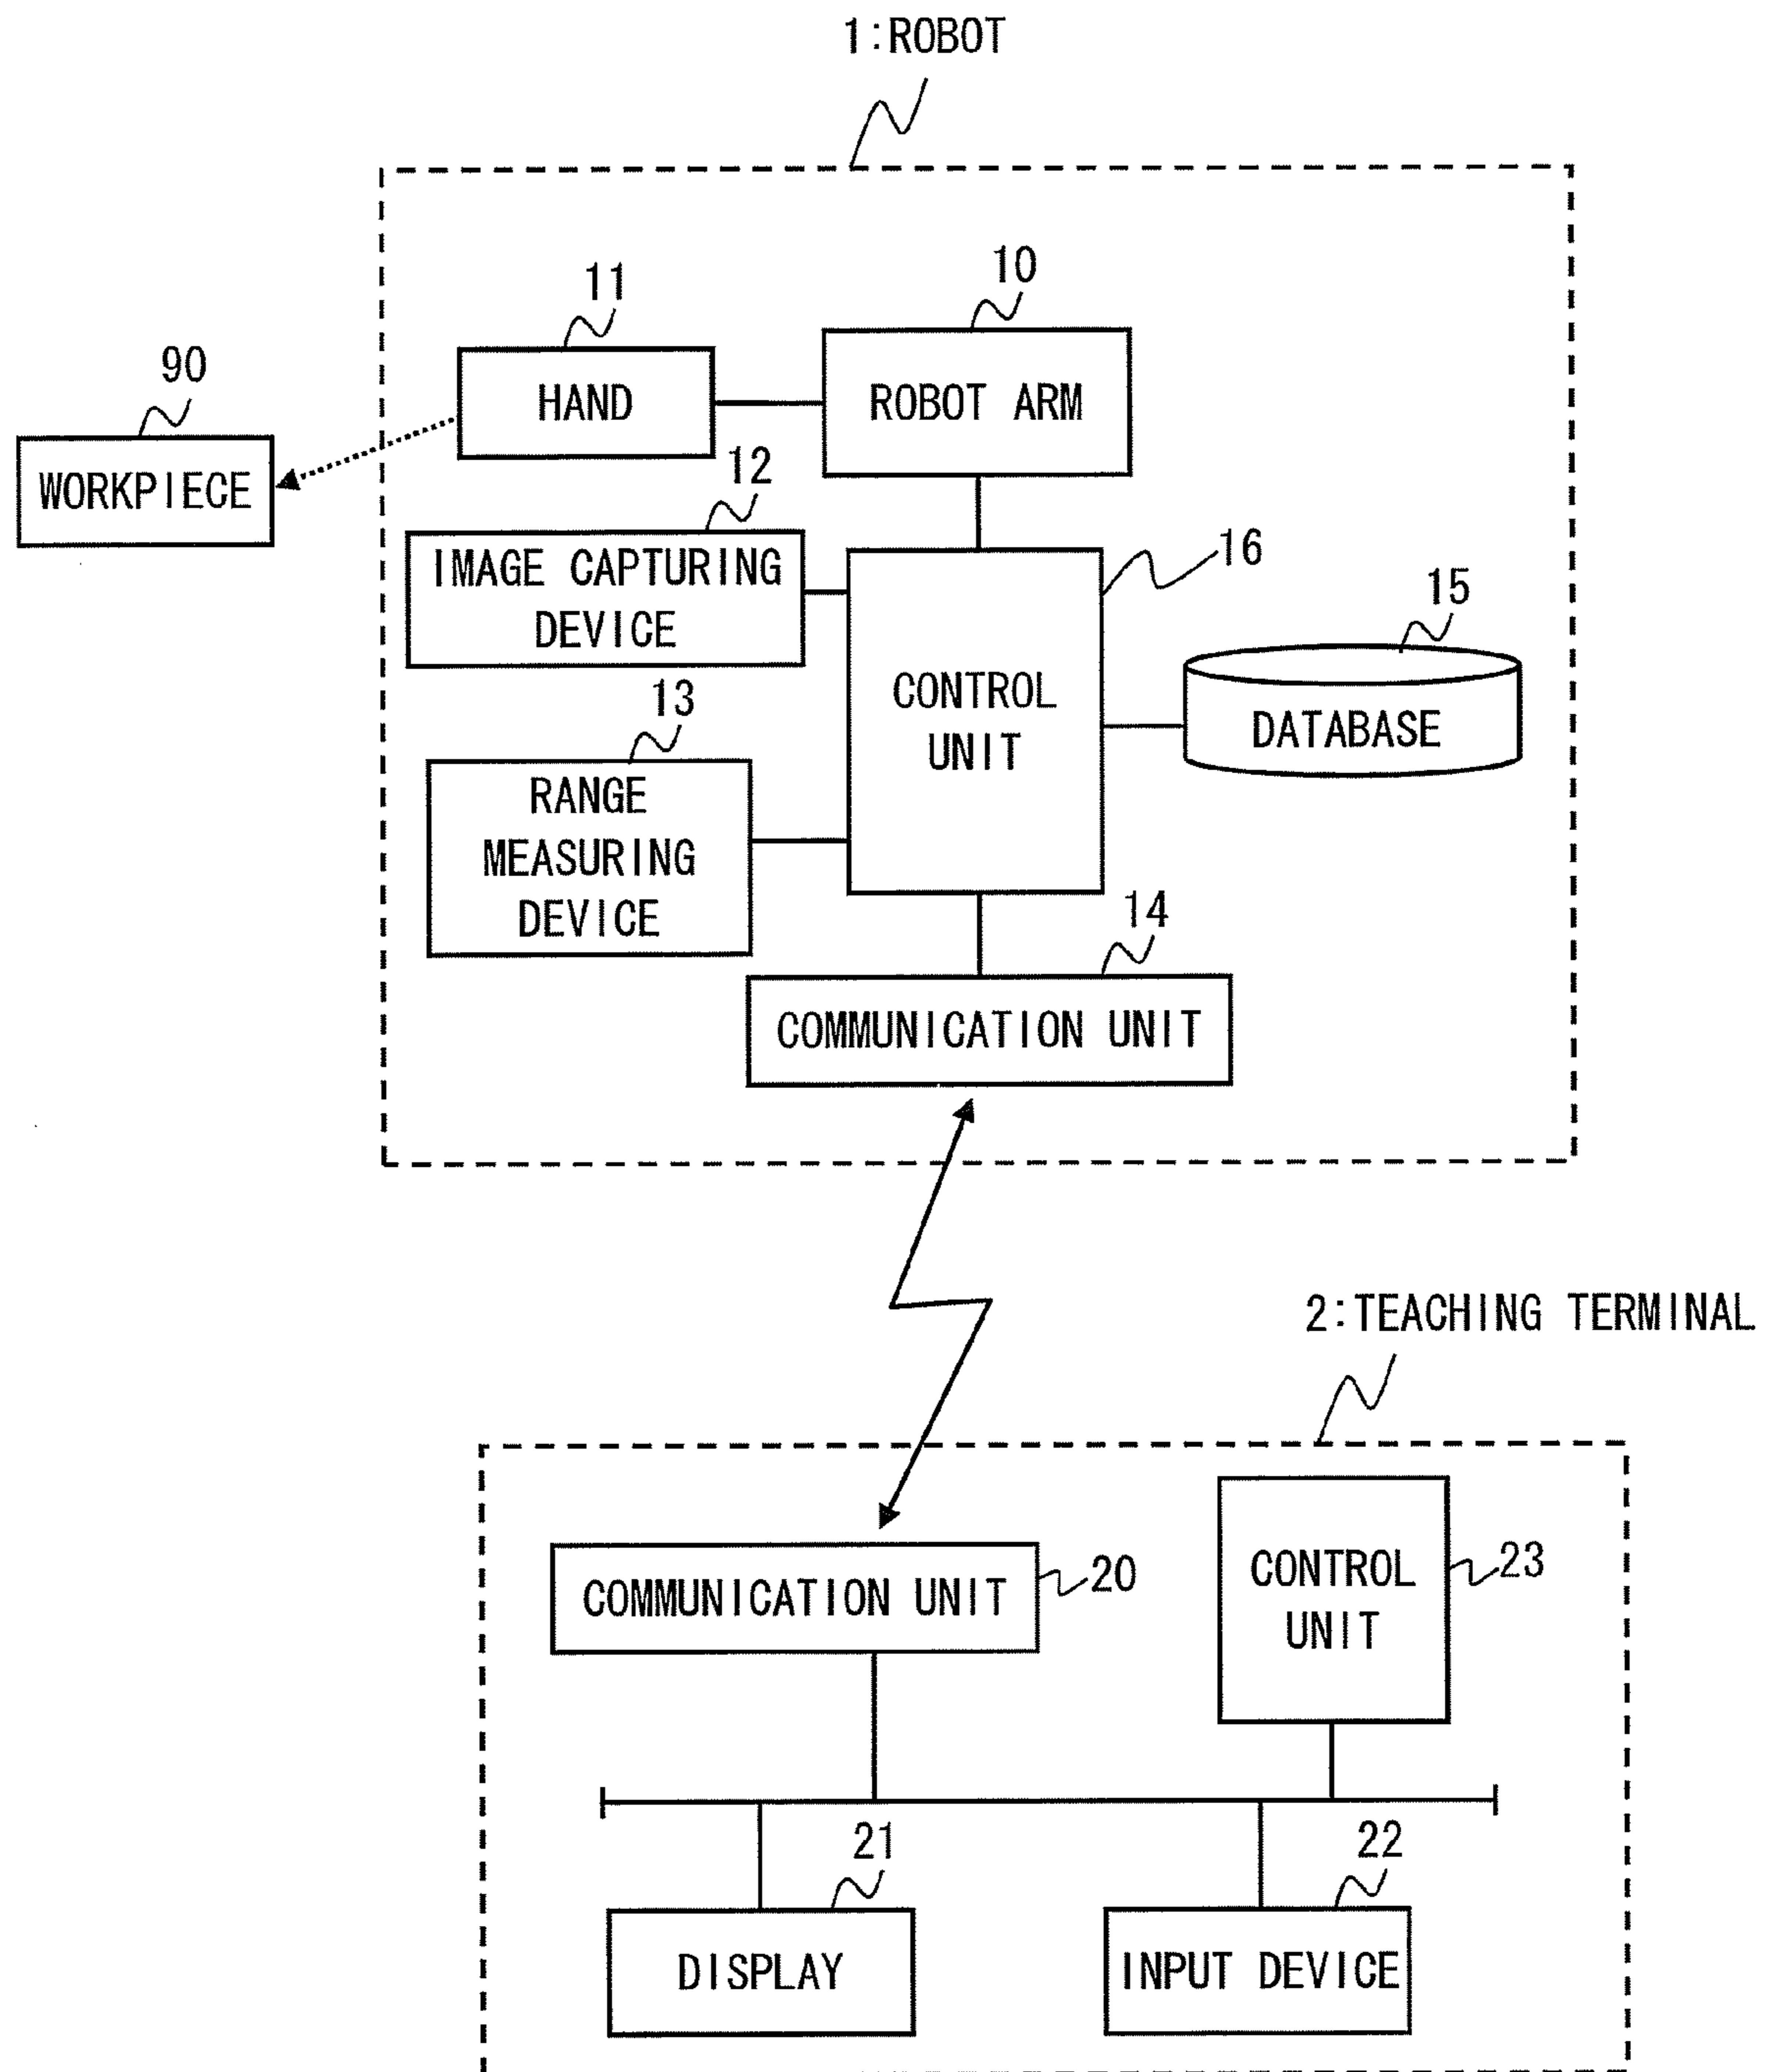 1:ROBOT
10
11
HAND
ROBOT ARM
90
WORKPIECE
12
IMAGE CAPTURING
DEVICE
16
15
CONTROL
UNIT
DATABASE
13
RANGE
MEASURING
DEVICE
14
COMMUNICATION UNIT
2:TEACHING TERMINAL
COMMUNICATION UNIT
20
CONTROL
UNIT
23
21
22
DISPLAY
INPUT DEVICE